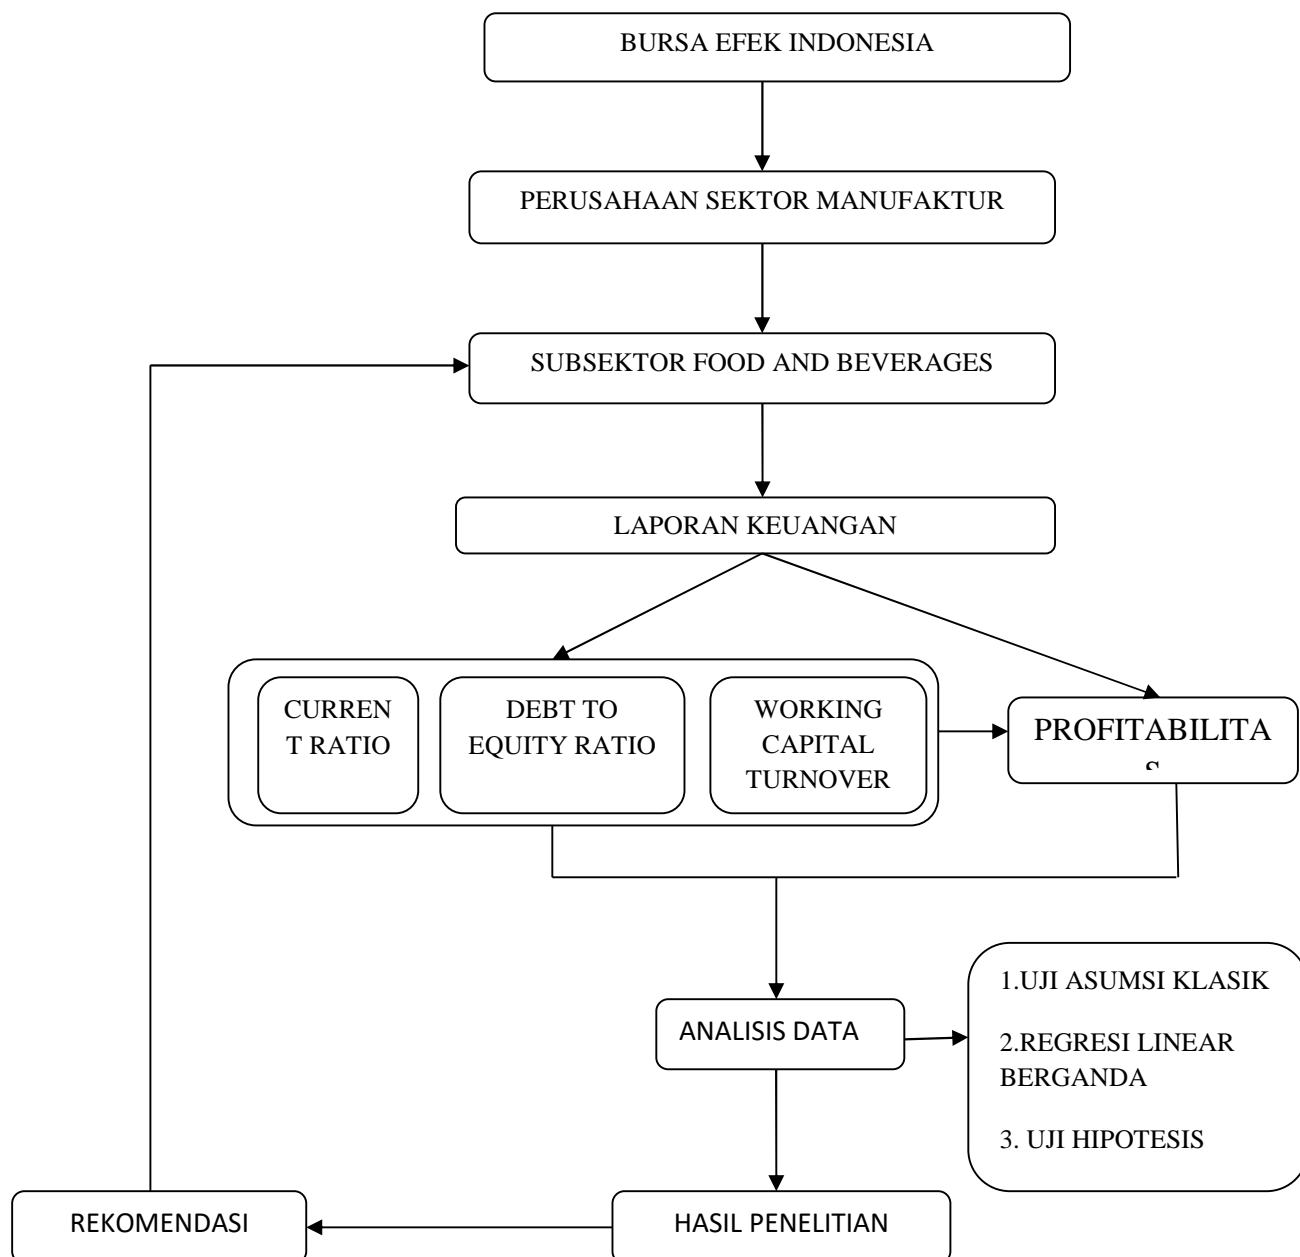 BURSA EFEK INDONESIA
PERUSAHAAN SEKTOR MANUFAKTUR
SUBSEKTOR FOOD AND BEVERAGES
LAPORAN KEUANGAN
CURREN
T RATIO
DEBT TO
EQUITY RATIO
WORKING
CAPITAL
TURNOVER
PROFITABILITA
S
ANALISIS DATA
1.UJI ASUMSI KLASIK
2.REGRESI LINEAR
BERGANDA
3. UJI HIPOTESIS
REKOMENDASI
HASIL PENELITIAN